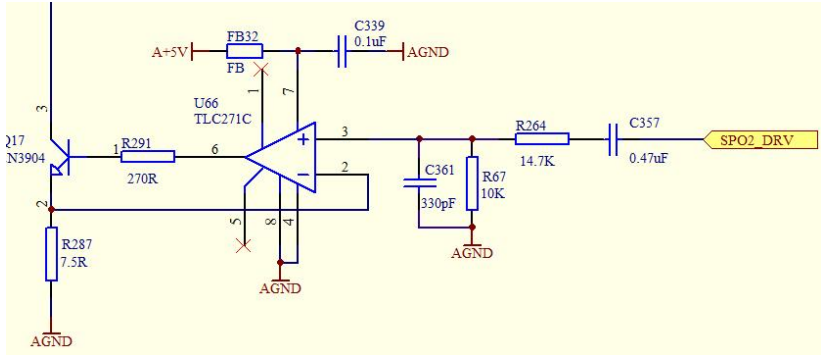 C339
FB32
0.1uF
A+5V
AGND
FB
1
7
3
U66
TLC271C
Q17
R291
R264
C357
1
6
3
SPO2_DRV
N3904
2
C361
R67
14.7K
0.47uF
270R
330pF
10K
2
5
8
4
R287
7.5R
AGND
AGND
AGND